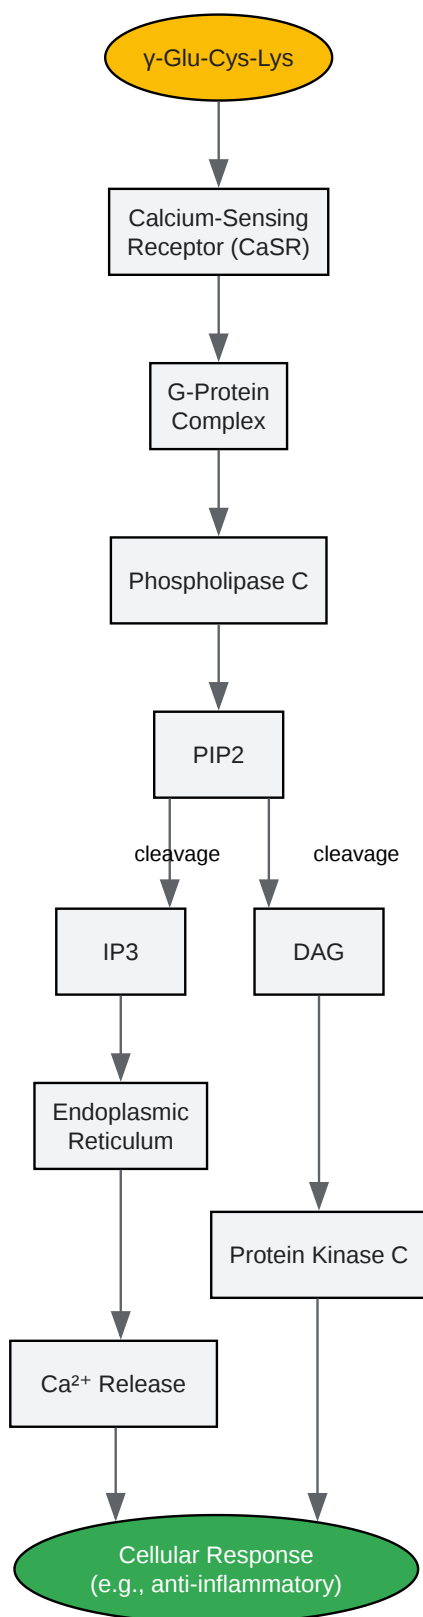 γ-Glu-Cys-Lys
Calcium-Sensing
Receptor (CaSR)
G-Protein
Complex
Phospholipase C
PIP2
cleavage
cleavage
IP3
DAG
Endoplasmic
Reticulum
Protein Kinase C
Ca²⁺ Release
Cellular Response
(e.g., anti-inflammatory)